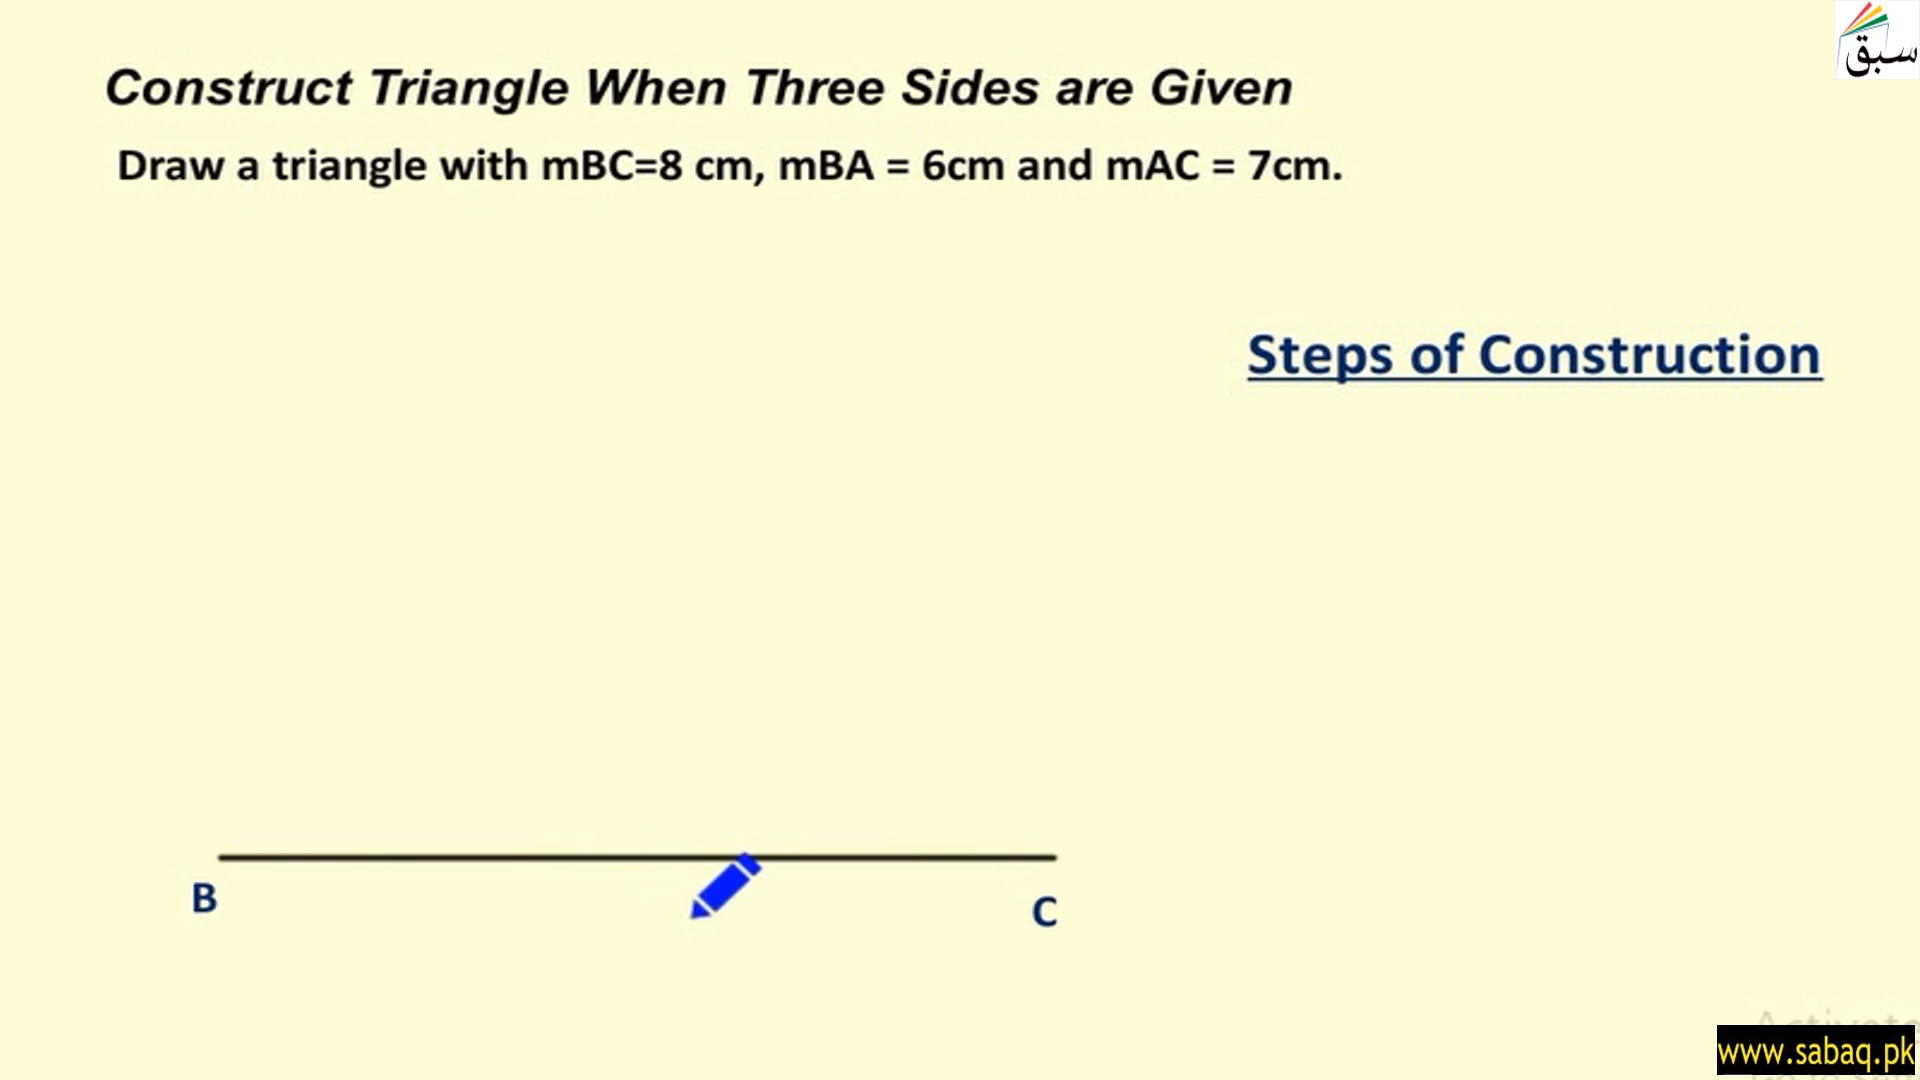 سبق
Construct Triangle When Three Sides are Given
Draw a triangle with mBC=8 cm, mBA = 6cm and mAC = 7cm.
Steps of Construction
B
C
www.sabaq.pk